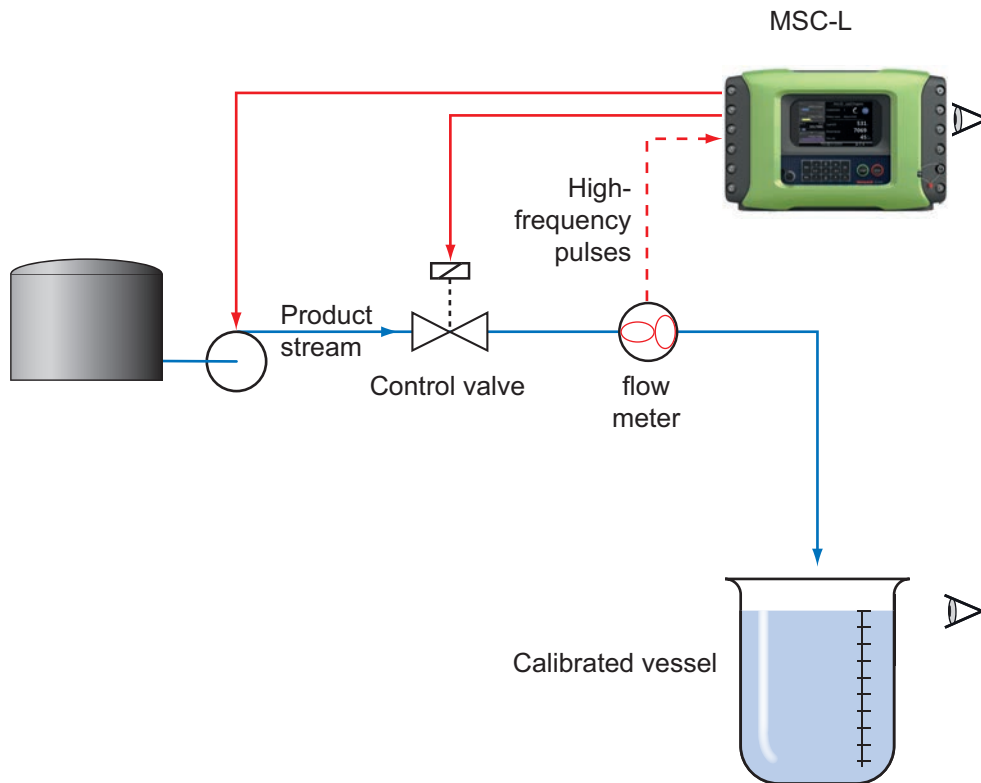 MSC-L
High-
frequency
pulses
Product
stream
Control valve
flow
meter
Calibrated vessel